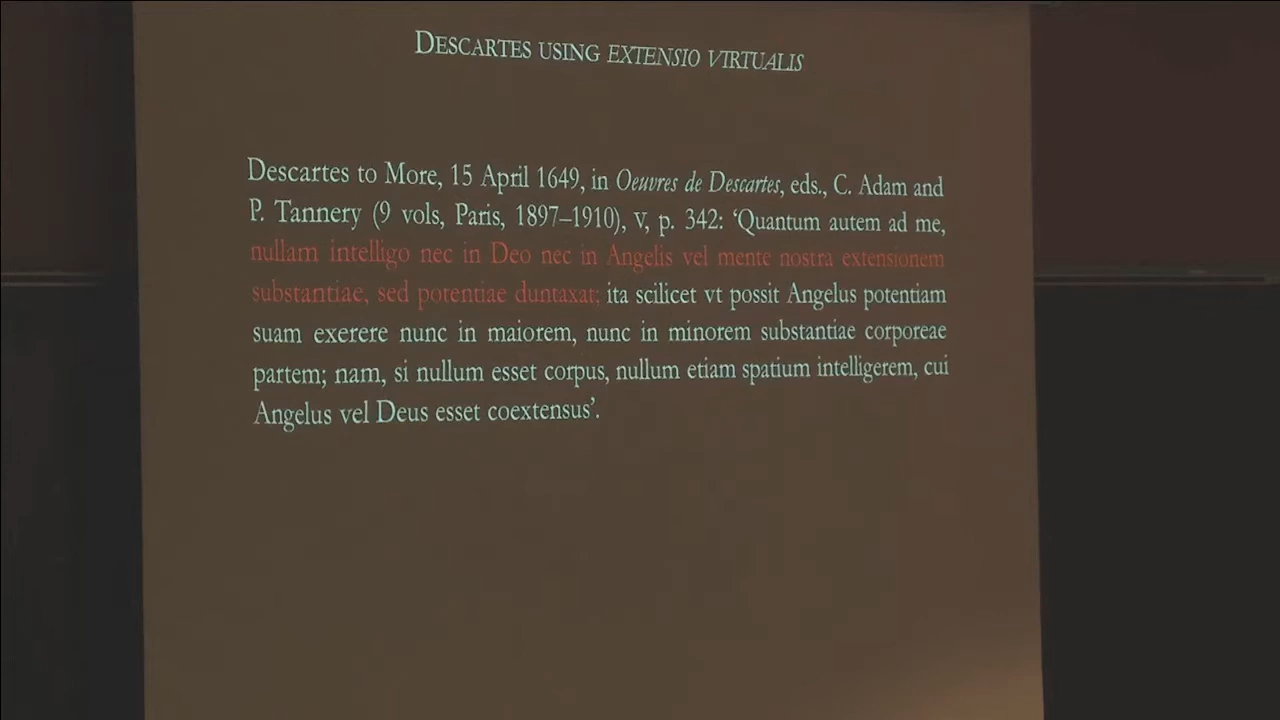 DESCARTES USING EXTENSIO VIRTUALIS
Descartes to More, 15 April 1649, in Oeuvres de Descartes, eds., C. Adam and
P. Tannery (9 vols, Paris, 1897–1910), v, p. 342: ‘Quantum autem ad me,
nullam intelligo nec in Deo nec in Angelis vel mente nostra extensionem
substantiae, sed potentiae duntaxat; ita scilicet vt possit Angelus potentiam
suam exerere nunc in maiorem, nunc in minorem substantiae corporeae
partem; nam, si nullum esset corpus, nullum etiam spatium intelligerem, cui
Angelus vel Deus esset coextensus’.